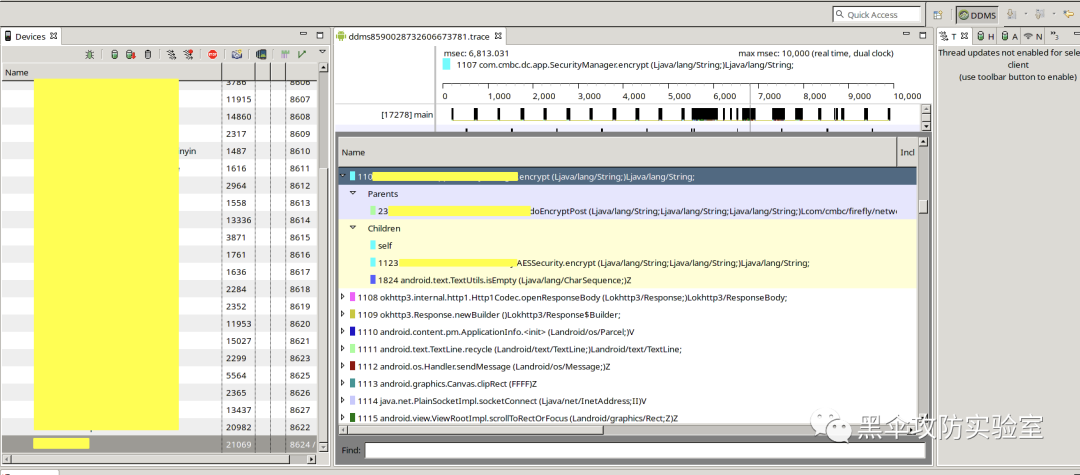 Quick Access
DDMS
Devices
ddms8590028732606673781.trace
T
H
A
N
»3
Name
msec: 6,813.031
max msec: 10,000 (real time, dual clock)
1107 com.cmbc.dc.app.SecurityManager.encrypt (Ljava/lang/String;)Ljava/lang/String;
0 1,000 2,000 3,000 4,000 5,000 6,000 7,000 8,000 9,000 10,000
[17278] main
Thread updates not enabled for sele
client
(use toolbar button to enable)
3786 8606
11915 8607
14860 8608
2317 8609
nyin 1487 8610
1616 8611
2964 8612
1558 8613
13336 8614
3871 8615
1761 8616
1636 8617
2284 8618
2352 8619
11953 8620
15027 8621
2299 8623
5564 8625
2365 8626
13437 8627
20982 8622
21069 8624 /
Name Incl
110 encrypt (Ljava/lang/String;)Ljava/lang/String;
Parents
23 doEncryptPost (Ljava/lang/String;Ljava/lang/String;Ljava/lang/String;)Lcom/cmbc/firefly/netw
Children
self
1123 AESSecurity.encrypt (Ljava/lang/String;Ljava/lang/String;)Ljava/lang/String;
1824 android.text.TextUtils.isEmpty (Ljava/lang/CharSequence;)Z
1108 okhttp3.internal.http1.Http1Codec.openResponseBody (Lokhttp3/Response;)Lokhttp3/ResponseBody;
1109 okhttp3.Response.newBuilder ()Lokhttp3/Response$Builder;
1110 android.content.pm.ApplicationInfo.<init> (Landroid/os/Parcel;)V
1111 android.text.TextLine.recycle (Landroid/text/TextLine;)Landroid/text/TextLine;
1112 android.os.Handler.sendMessage (Landroid/os/Message;)Z
1113 android.graphics.Canvas.clipRect (FFFF)Z
1114 java.net.PlainSocketImpl.socketConnect (Ljava/net/InetAddress;II)V
1115 android.view.ViewRootImpl.scrollToRectOrFocus (Landroid/graphics/Rect;Z)Z
Find:
黑伞攻防实验室